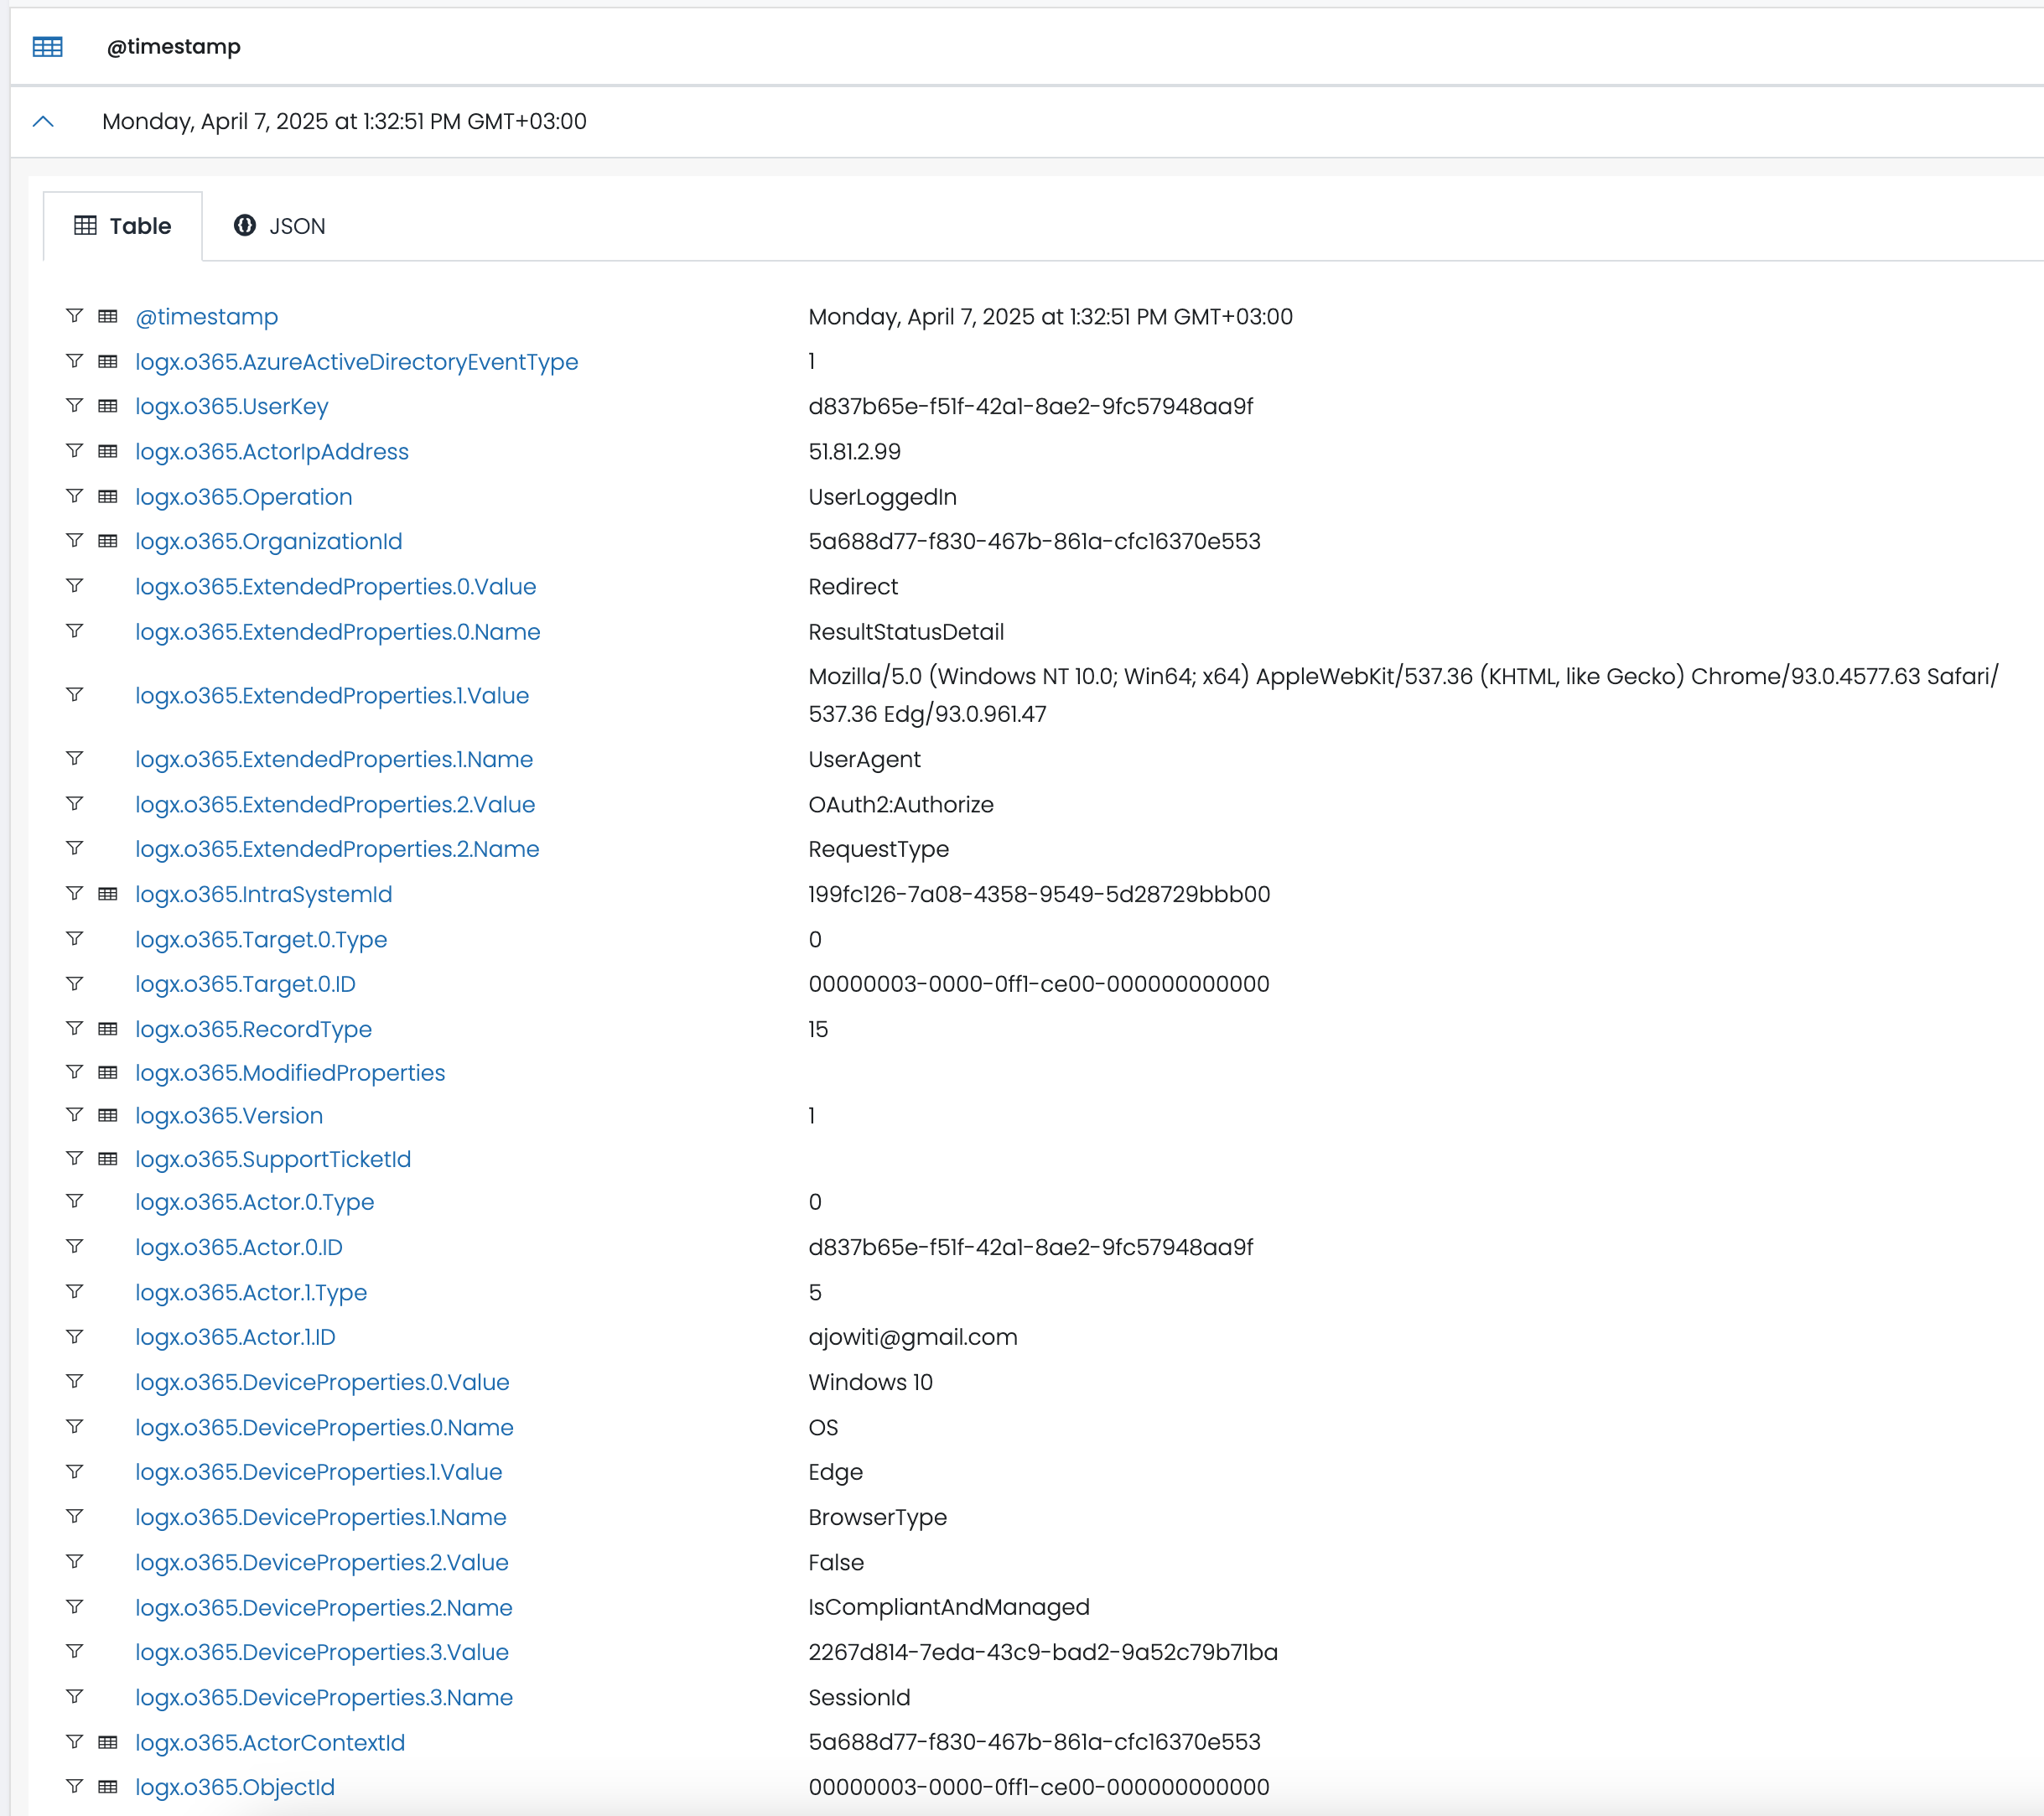 @timestamp
Monday, April 7, 2025 at 1:32:51 PM GMT+03:00
Table JSON
@timestamp Monday, April 7, 2025 at 1:32:51 PM GMT+03:00
logx.o365.AzureActiveDirectoryEventType 1
logx.o365.UserKey d837b65e-f51f-42a1-8ae2-9fc57948aa9f
logx.o365.ActorIpAddress 51.81.2.99
logx.o365.Operation UserLoggedIn
logx.o365.OrganizationId 5a688d77-f830-467b-861a-cfc16370e553
logx.o365.ExtendedProperties.0.Value Redirect
logx.o365.ExtendedProperties.0.Name ResultStatusDetail
logx.o365.ExtendedProperties.1.Value Mozilla/5.0 (Windows NT 10.0; Win64; x64) AppleWebKit/537.36 (KHTML, like Gecko) Chrome/93.0.4577.63 Safari/
537.36 Edg/93.0.961.47
logx.o365.ExtendedProperties.1.Name UserAgent
logx.o365.ExtendedProperties.2.Value OAuth2:Authorize
logx.o365.ExtendedProperties.2.Name RequestType
logx.o365.IntraSystemId 199fc126-7a08-4358-9549-5d28729bbb00
logx.o365.Target.0.Type 0
logx.o365.Target.0.ID 00000003-0000-0ff1-ce00-000000000000
logx.o365.RecordType 15
logx.o365.ModifiedProperties
logx.o365.Version 1
logx.o365.SupportTicketId
logx.o365.Actor.0.Type 0
logx.o365.Actor.0.ID d837b65e-f51f-42a1-8ae2-9fc57948aa9f
logx.o365.Actor.1.Type 5
logx.o365.Actor.1.ID ajowiti@gmail.com
logx.o365.DeviceProperties.0.Value Windows 10
logx.o365.DeviceProperties.0.Name OS
logx.o365.DeviceProperties.1.Value Edge
logx.o365.DeviceProperties.1.Name BrowserType
logx.o365.DeviceProperties.2.Value False
logx.o365.DeviceProperties.2.Name IsCompliantAndManaged
logx.o365.DeviceProperties.3.Value 2267d814-7eda-43c9-bad2-9a52c79b71ba
logx.o365.DeviceProperties.3.Name SessionId
logx.o365.ActorContextId 5a688d77-f830-467b-861a-cfc16370e553
logx.o365.ObjectId 00000003-0000-0ff1-ce00-000000000000